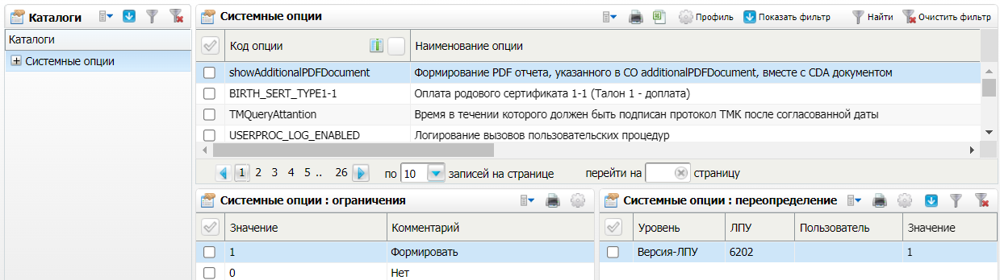 Каталоги
Каталоги
Системные опции
Системные опции
Профиль Показать фильтр Найти Очистить фильтр
Код опции Наименование опции
showAdditionalPDFDocument Формирование PDF отчета, указанного в СО additionalPDFDocument, вместе с CDA документом
BIRTH_SERT_TYPE1-1 Оплата родового сертификата 1-1 (Талон 1 - доплата)
TMQueryAttantion Время в течении которого должен быть подписан протокол ТМК после согласованной даты
USERPROC_LOG_ENABLED Логирование вызовов пользовательских процедур
1 2 3 4 5 .. 26 по 10 записей на странице перейти на страницу
Системные опции : ограничения
Значение Комментарий
1 Формировать
0 Нет
Системные опции : переопределение
Уровень ЛПУ Пользователь Значение
Версия-ЛПУ 6202 1